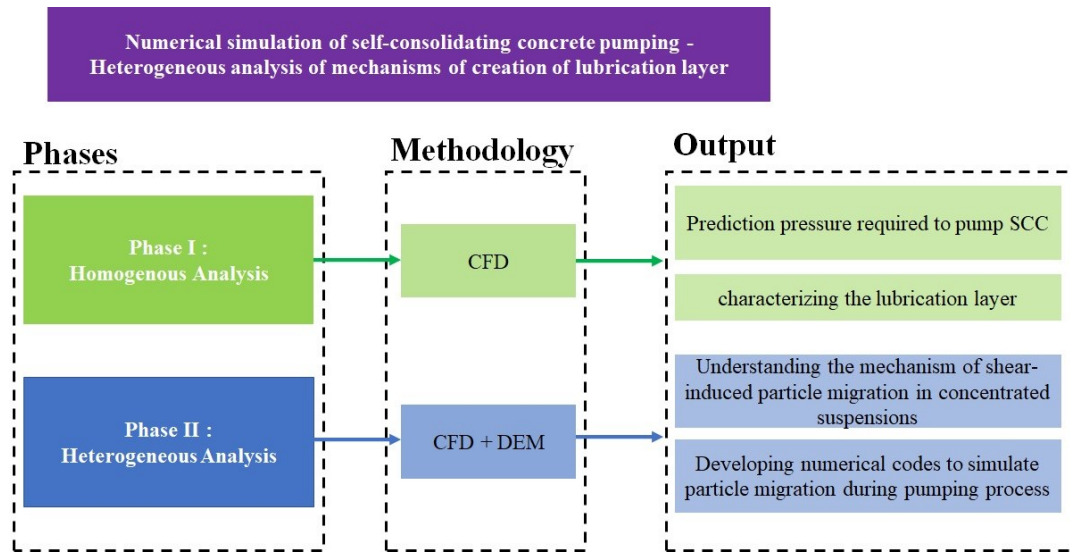 Numerical simulation of self-consolidating concrete pumping -
Heterogeneous analysis of mechanisms of creation of lubrication layer
Phases
Methodology
Output
Phase I :
Homogenous Analysis
CFD
Prediction pressure required to pump SCC
characterizing the lubrication layer
Phase II :
Heterogeneous Analysis
CFD + DEM
Understanding the mechanism of shear-
induced particle migration in concentrated
suspensions
Developing numerical codes to simulate
particle migration during pumping process